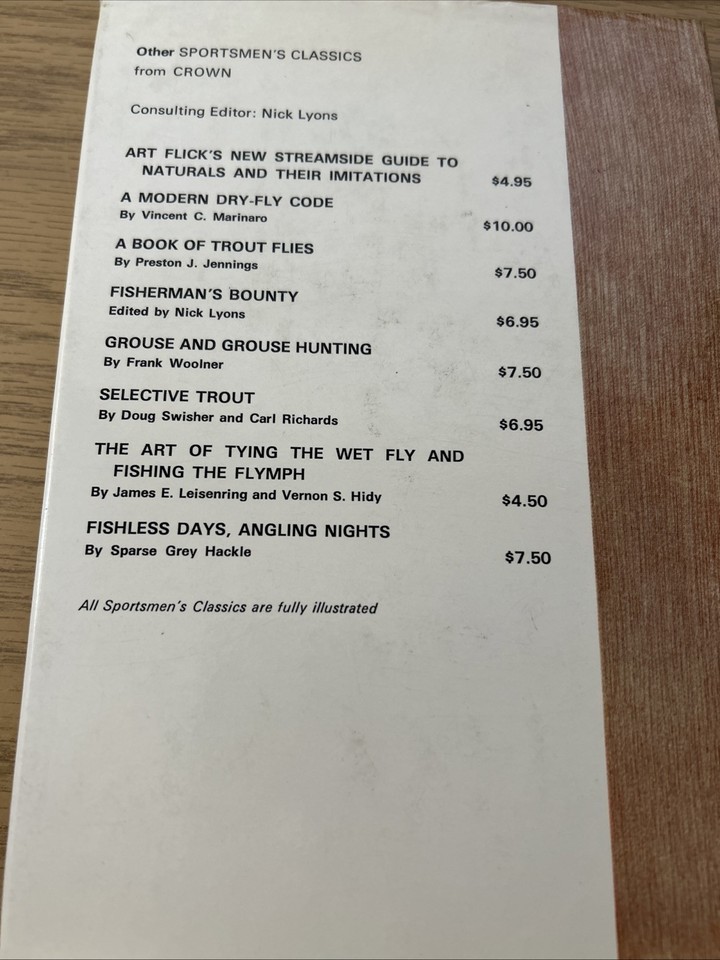 Other SPORTSMEN'S CLASSICS
from CROWN
Consulting Editor: Nick Lyons
ART FLICK'S NEW STREAMSIDE GUIDE TO
NATURALS AND THEIR IMITATIONS $4.95
A MODERN DRY-FLY CODE
By Vincent C. Marinaro $10.00
A BOOK OF TROUT FLIES
By Preston J. Jennings $7.50
FISHERMAN'S BOUNTY
Edited by Nick Lyons $6.95
GROUSE AND GROUSE HUNTING
By Frank Woolner $7.50
SELECTIVE TROUT
By Doug Swisher and Carl Richards $6.95
THE ART OF TYING THE WET FLY AND
FISHING THE FLYMPH
By James E. Leisenring and Vernon S. Hidy $4.50
FISHLESS DAYS, ANGLING NIGHTS
By Sparse Grey Hackle $7.50
All Sportsmen's Classics are fully illustrated